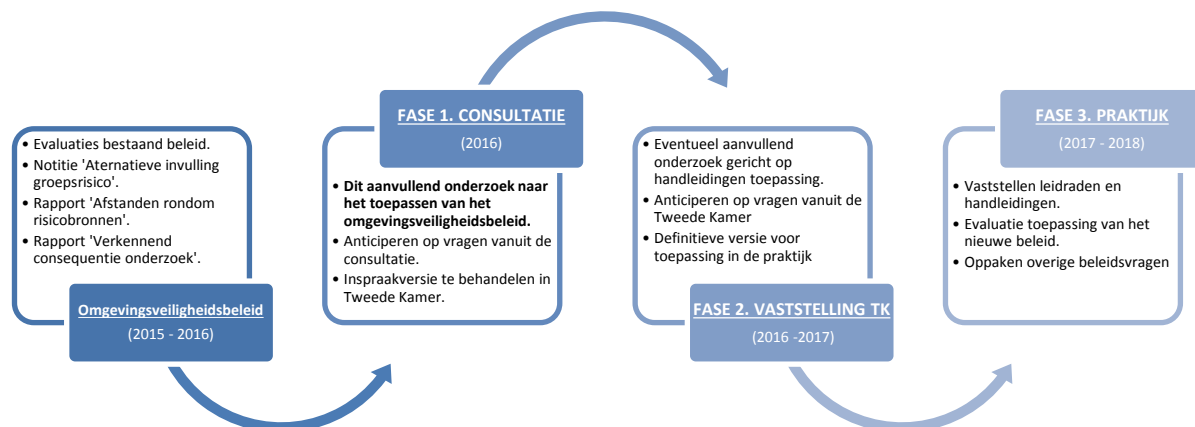 • Evaluaties bestaand beleid.
• Notitie 'Aternatieve invulling
groepsrisico'.
• Rapport 'Afstanden rondom
risicobronnen'.
• Rapport 'Verkennend
consequentie onderzoek'.
Omgevingsveiligheidsbeleid
(2015 - 2016)
FASE 1. CONSULTATIE
(2016)
• Dit aanvullend onderzoek naar
het toepassen van het
omgevingsveiligheidsbeleid.
• Anticiperen op vragen vanuit de
consultatie.
• Inspraakversie te behandelen in
Tweede Kamer.
• Eventueel aanvullend
onderzoek gericht op
handleidingen toepassing.
• Anticiperen op vragen vanuit de
Tweede Kamer
• Definitieve versie voor
toepassing in de praktijk
FASE 2. VASTSTELLING TK
(2016 -2017)
FASE 3. PRAKTIJK
(2017 - 2018)
• Vaststellen leidraden en
handleidingen.
• Evaluatie toepassing van het
nieuwe beleid.
• Oppaken overige beleidsvragen